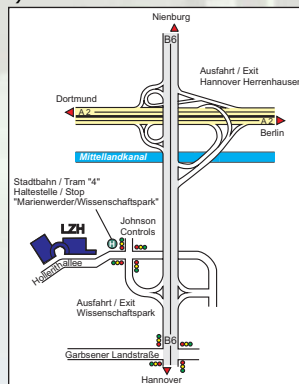 Nienburg
B6
Ausfahrt / Exit
Hannover Herrenhausen
Dortmund
A2
A2
Berlin
Mittellandkanal
Stadtbahn / Tram "4"
Haltestelle / Stop
"Marienwerder/Wissenschaftspark"
Johnson
Controls
H
LZH
Hollerithallee
Ausfahrt / Exit
Wissenschaftspark
B6
Garbsener Landstraße
Hannover